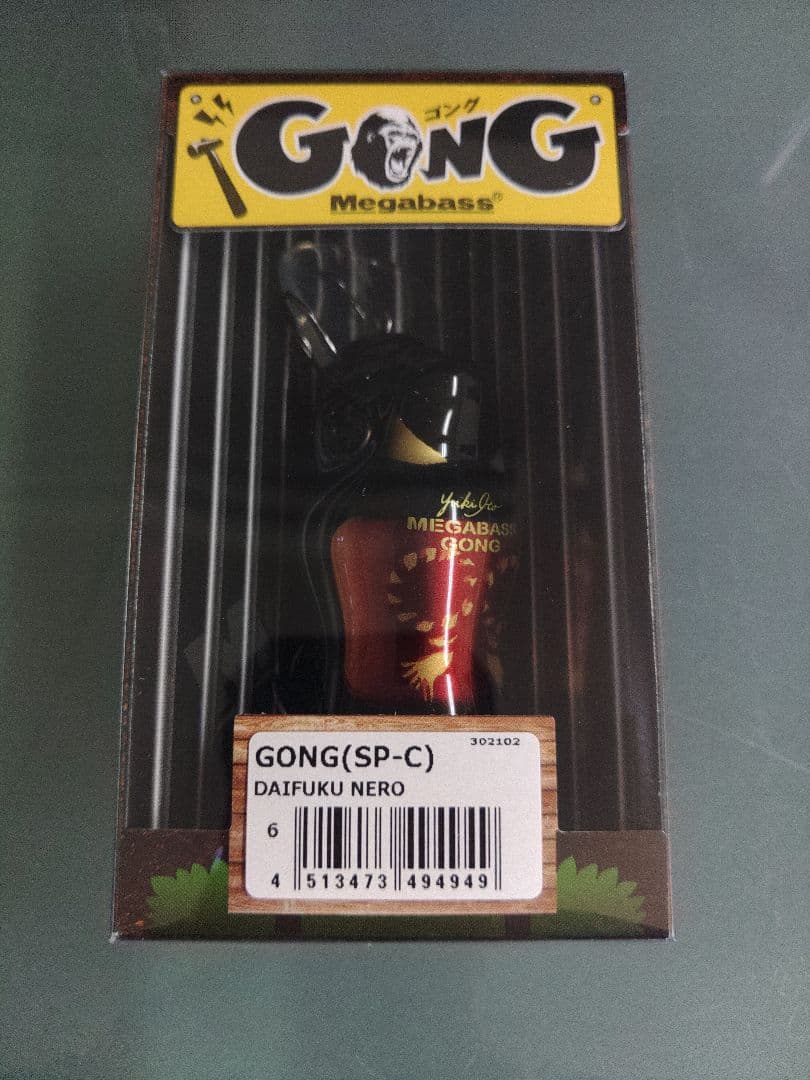 ゴング
GONG
Megabass®
Yuki Ito
MEGABASS
GONG
302102
GONG(SP-C)
DAIFUKU NERO
6
4 513473 494949